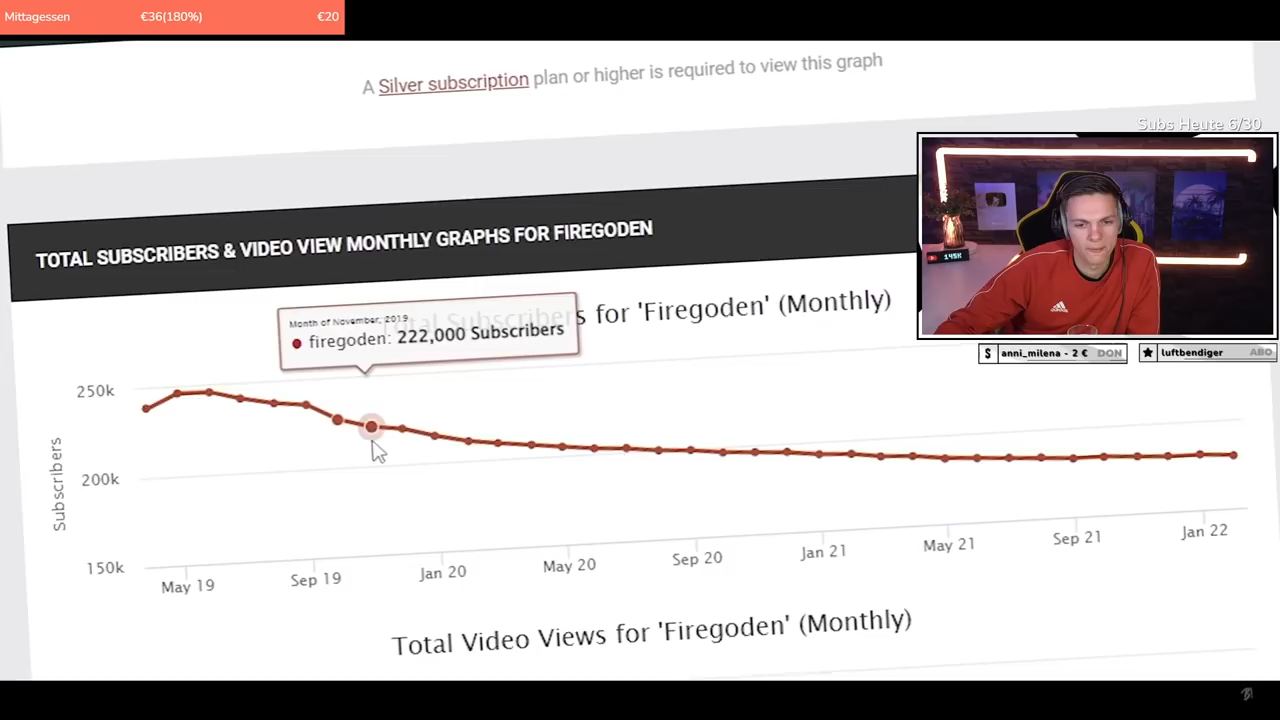 Mittagessen €36(180%) €20
A Silver subscription plan or higher is required to view this graph
Subs Heute 6/30
TOTAL SUBSCRIBERS & VIDEO VIEW MONTHLY GRAPHS FOR FIREGODEN
145K
Total Subscribers for 'Firegoden' (Monthly)
Month of November, 2019
firegoden: 222,000 Subscribers
$ anni_milena - 2 € DON
luftbendiger ABO
250k
200k
150k
Subscribers
May 19
Sep 19
Jan 20
May 20
Sep 20
Jan 21
May 21
Sep 21
Jan 22
Total Video Views for 'Firegoden' (Monthly)